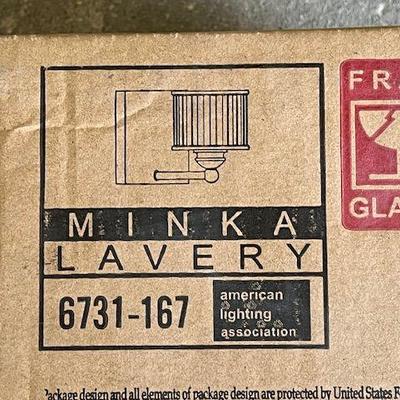 FR
GLA
MINKA
LAVERY
6731-167
american
lighting
association
Package design and all elements of package design are protected by United States F